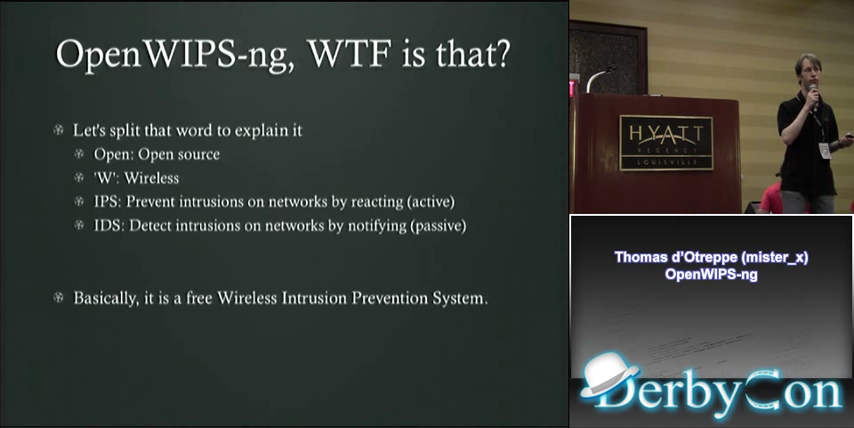 OpenWIPS-ng, WTF is that?
Let's split that word to explain it
Open: Open source
'W': Wireless
IPS: Prevent intrusions on networks by reacting (active)
IDS: Detect intrusions on networks by notifying (passive)
Basically, it is a free Wireless Intrusion Prevention System.
HYATT
REGENCY
LOUISVILLE
Thomas d'Otreppe (mister_x)
OpenWIPS-ng
DerbyCon